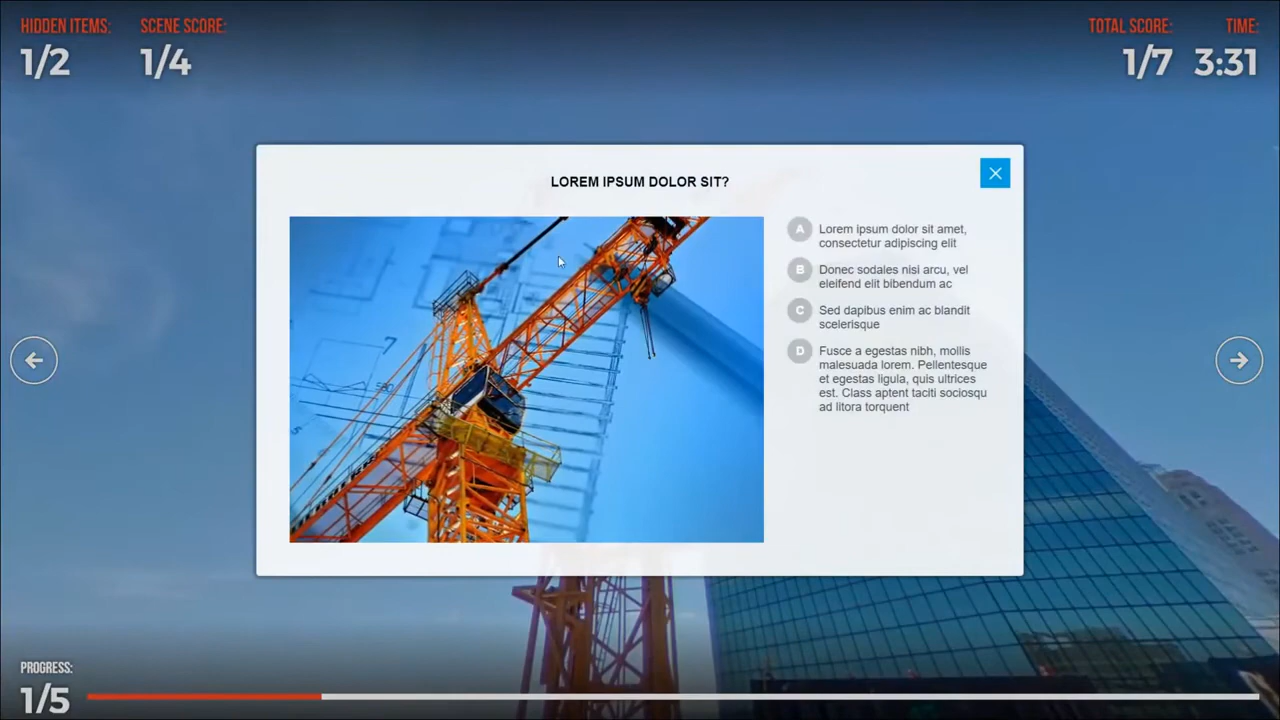 HIDDEN ITEMS:
1/2
SCENE SCORE:
1/4
TOTAL SCORE:
1/7
TIME:
3:31
LOREM IPSUM DOLOR SIT?
A Lorem ipsum dolor sit amet,
consectetur adipiscing elit
B Donec sodales nisi arcu, vel
eleifend elit bibendum ac
C Sed dapibus enim ac blandit
scelerisque
D Fusce a egestas nibh, mollis
malesuada lorem. Pellentesque
et egestas ligula, quis ultrices
est. Class aptent taciti sociosqu
ad litora torquent
PROGRESS:
1/5